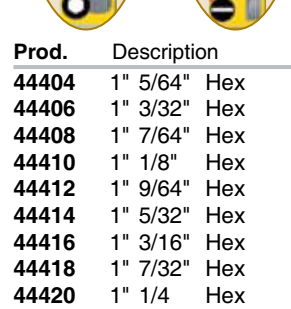 Prod. Description
44404 1" 5/64" Hex
44406 1" 3/32" Hex
44408 1" 7/64" Hex
44410 1" 1/8" Hex
44412 1" 9/64" Hex
44414 1" 5/32" Hex
44416 1" 3/16" Hex
44418 1" 7/32" Hex
44420 1" 1/4 Hex